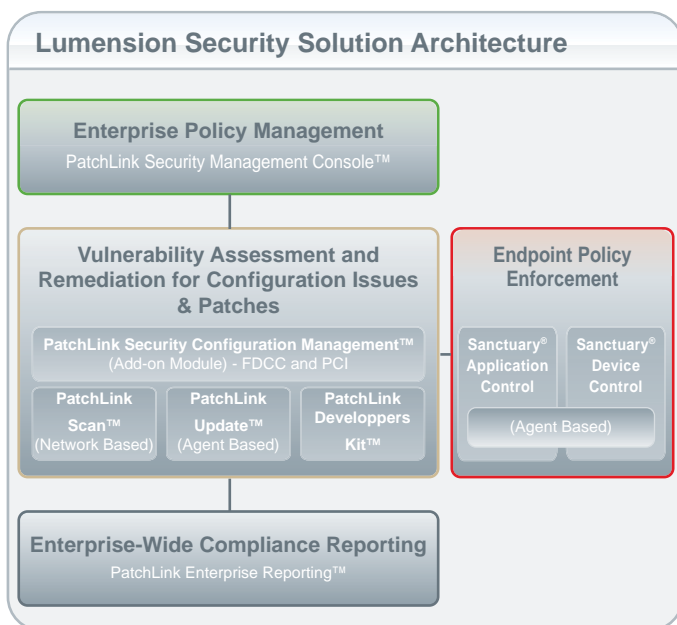 Lumension Security Solution Architecture
Enterprise Policy Management
PatchLink Security Management Console™
Vulnerability Assessment and
Remediation for Configuration Issues
& Patches
PatchLink Security Configuration Management™
(Add-on Module) - FDCC and PCI
PatchLink
Scan™
(Network Based)
PatchLink
Update™
(Agent Based)
PatchLink
Developpers
Kit™
Endpoint Policy
Enforcement
Sanctuary®
Application
Control
Sanctuary®
Device
Control
(Agent Based)
Enterprise-Wide Compliance Reporting
PatchLink Enterprise Reporting™